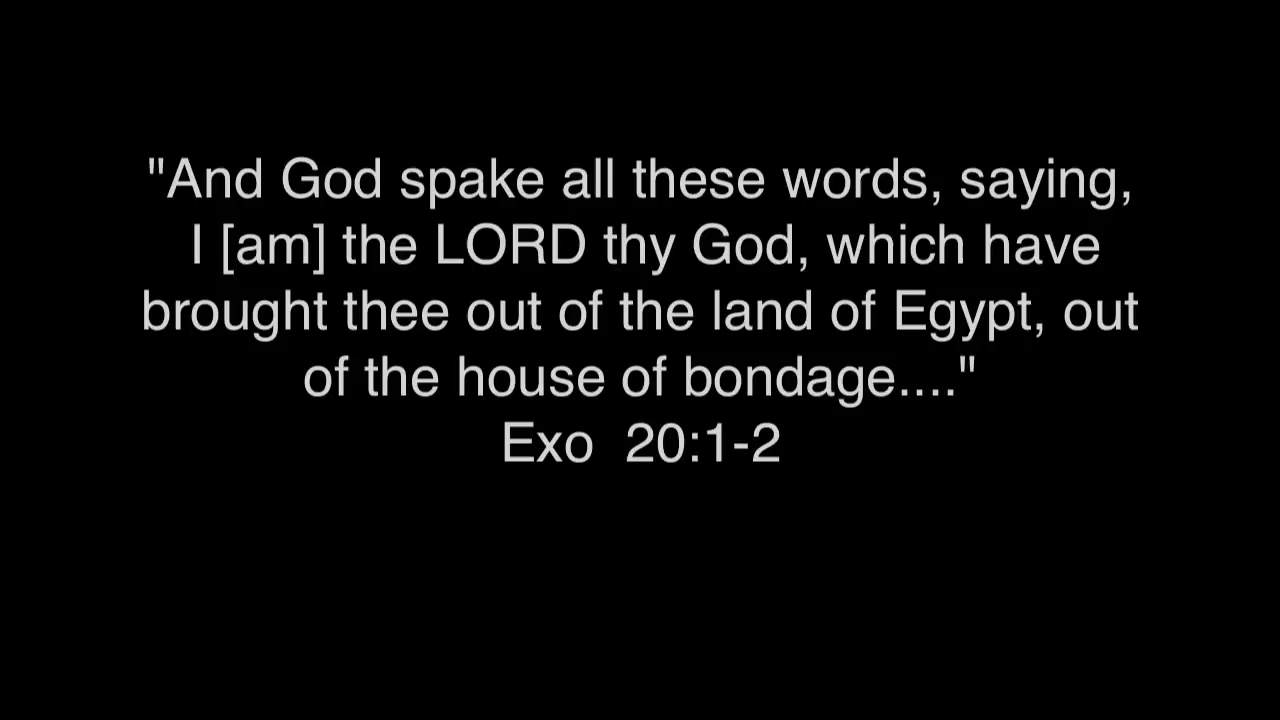 "And God spake all these words, saying,
I [am] the LORD thy God, which have
brought thee out of the land of Egypt, out
of the house of bondage...."
Exo  20:1-2